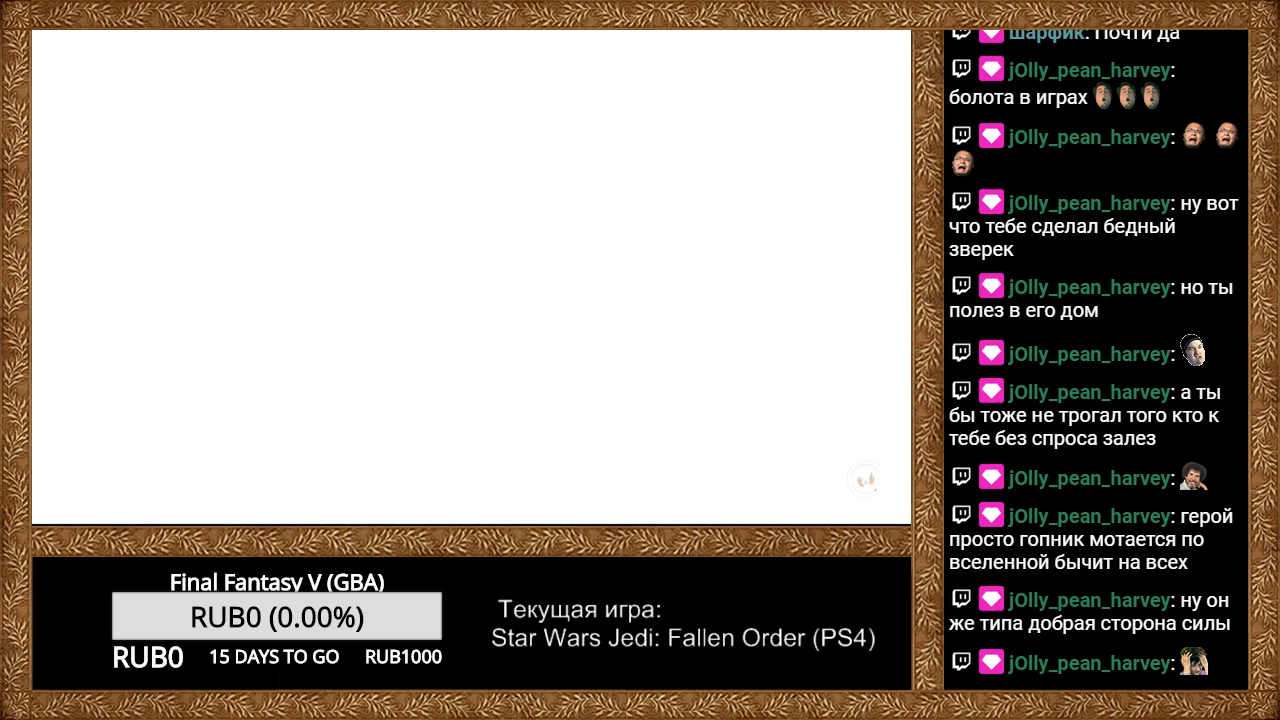 шарфик: Почти да
jOlly_pean_harvey:
болота в играх
jOlly_pean_harvey:
jOlly_pean_harvey: ну вот
что тебе сделал бедный
зверек
jOlly_pean_harvey: но ты
полез в его дом
jOlly_pean_harvey:
jOlly_pean_harvey: а ты
бы тоже не трогал того кто к
тебе без спроса залез
jOlly_pean_harvey:
jOlly_pean_harvey: герой
просто гопник мотается по
вселенной бычит на всех
jOlly_pean_harvey: ну он
же типа добрая сторона силы
jOlly_pean_harvey:
Final Fantasy V (GBA)
RUB0 (0.00%)
RUB0 15 DAYS TO GO RUB1000
Текущая игра:
Star Wars Jedi: Fallen Order (PS4)